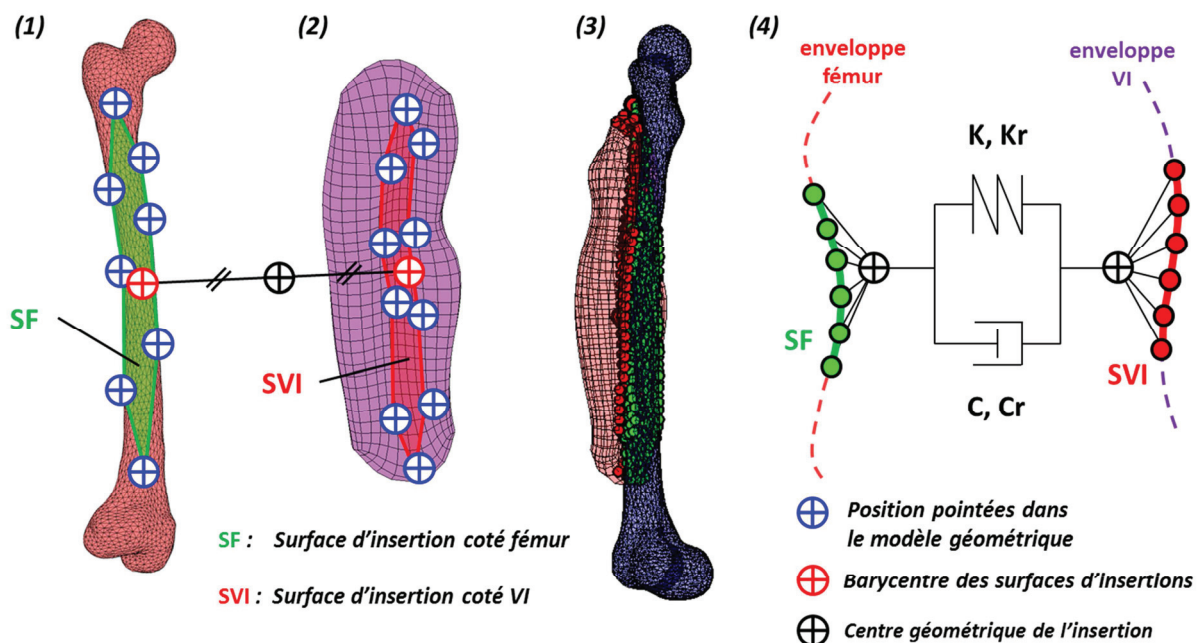 (1)
(2)
(3)
(4)
enveloppe
fémur
enveloppe
VI
K, Kr
SF
SVI
SF
SVI
C, Cr
SF : Surface d'insertion coté fémur
SVI : Surface d'insertion coté VI
Position pointées dans
le modèle géométrique
Barycentre des surfaces d'insertions
Centre géométrique de l'insertion